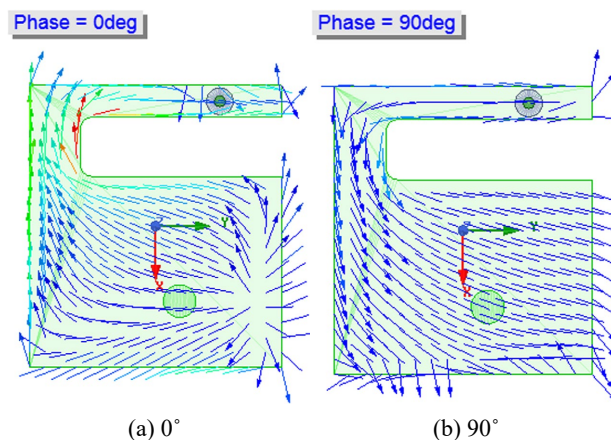 Phase = 0deg
Phase = 90deg
Z
Y
X
Y
X
(a) 0˚
(b) 90˚